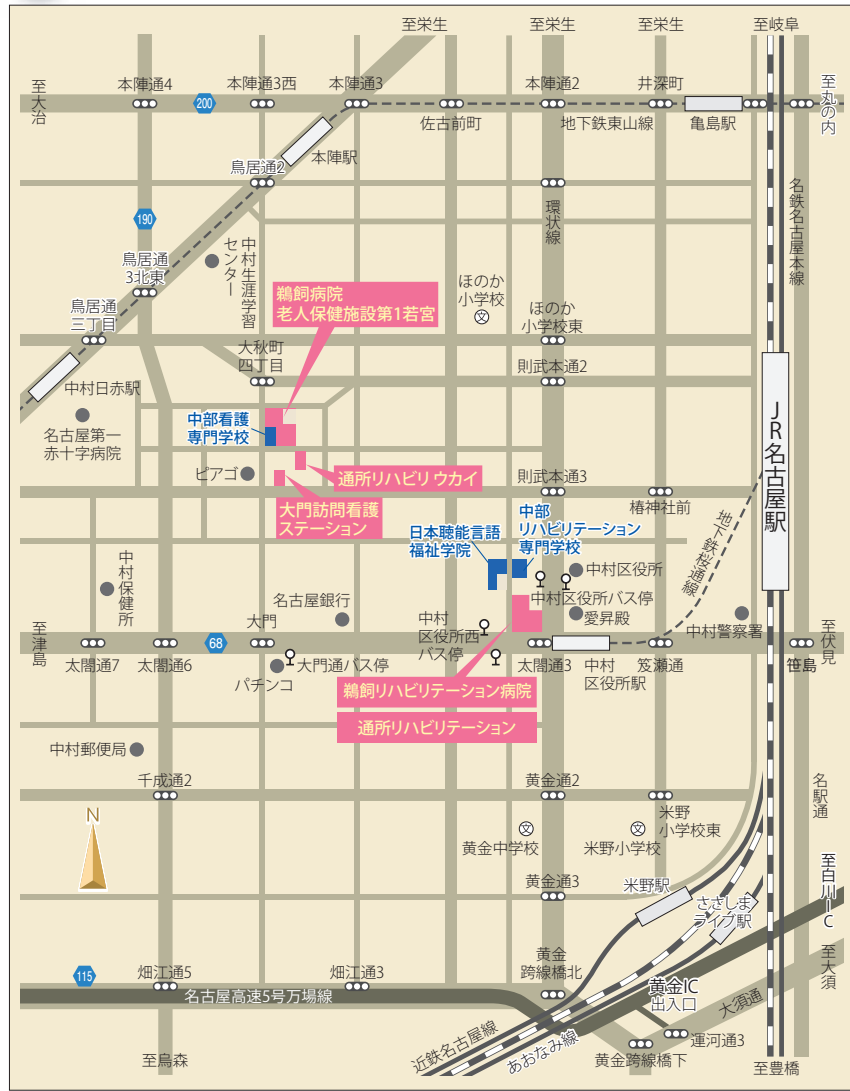 至栄生
至栄生
至栄生
至岐阜
至大治
本陣通4
本陣通3西
本陣通3
本陣通2
井深町
至丸の内
200
佐古前町
地下鉄東山線
亀島駅
本陣駅
鳥居通2
190
環状線
名鉄名古屋本線
鳥居通
3北東
中村生涯学習
センター
ほのか
小学校
文
鵜飼病院
老人保健施設第1若宮
鳥居通
三丁目
ほのか
小学校東
大秋町
四丁目
則武本通2
中村日赤駅
JR名古屋駅
中部看護
専門学校
名古屋第一
赤十字病院
ピアゴ
通所リハビリ ウカイ
則武本通3
椿神社前
大門訪問看護
ステーション
日本聴能言語
福祉学院
中部
リハビリテーション
専門学校
地下鉄桜通線
中村保健所
中村区役所
名古屋銀行
中村区役所バス停
愛昇殿
中村
区役所西
バス停
中村警察署
至津島
68
大門
至伏見
太閤通7
太閤通6
大門通バス停
太閤通3
中村
区役所駅
笈瀬通
笹島
パチンコ
鵜飼リハビリテーション病院
通所リハビリテーション
中村郵便局
千成通2
黄金通2
名駅通
米野
小学校東
N
文
文
黄金中学校
米野小学校
至白川IC
黄金通3
米野駅
ささしま
ライブ駅
115
畑江通5
畑江通3
黄金
跨線橋北
至大須
名古屋高速5号万場線
黄金IC
出入口
大須通
近鉄名古屋線
あおなみ線
運河通3
至烏森
黄金跨線橋下
至豊橋